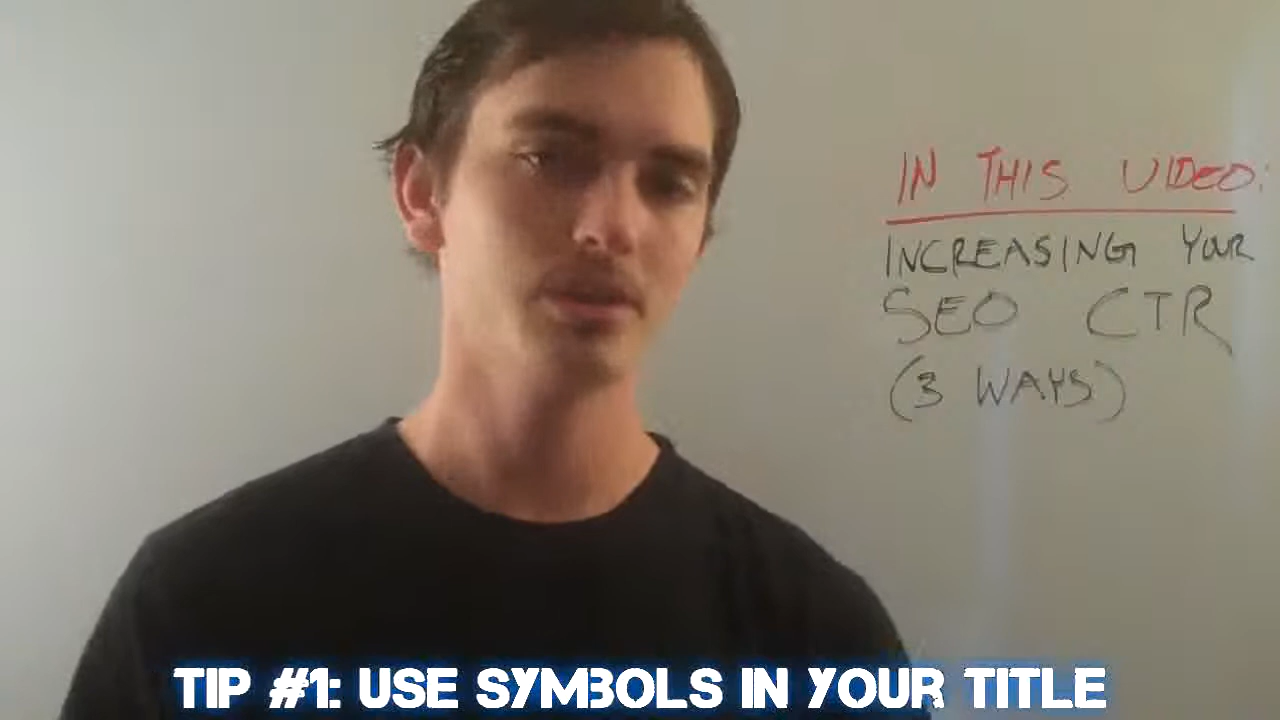 IN THIS VIDEO:
INCREASING YOUR
SEO CTR
(3 WAYS)
TIP #1: USE SYMBOLS IN YOUR TITLE